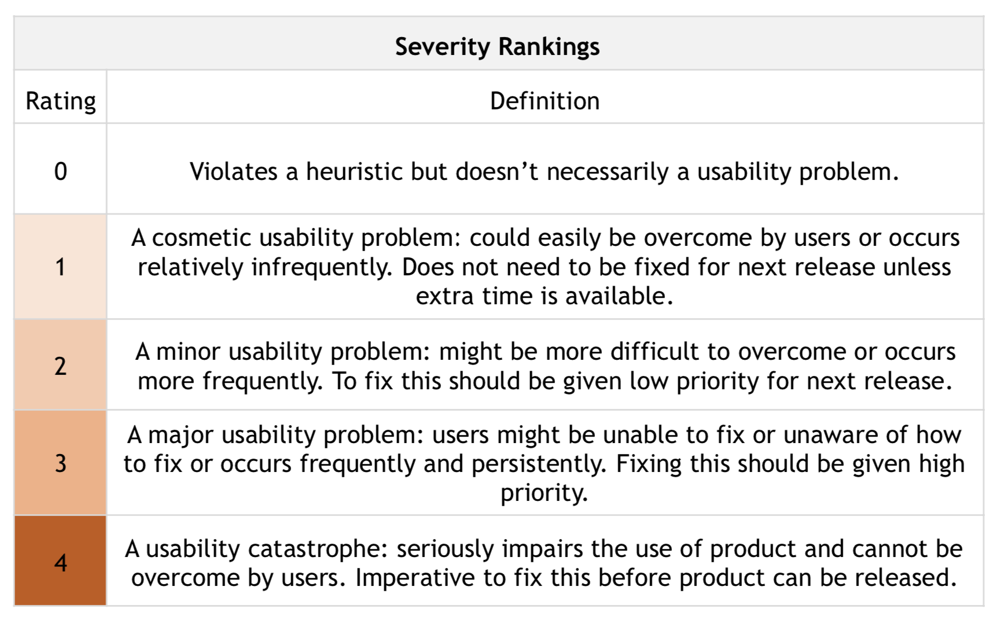 Severity Rankings
Rating
Definition
0
Violates a heuristic but doesn’t necessarily a usability problem.
1
A cosmetic usability problem: could easily be overcome by users or occurs
relatively infrequently. Does not need to be fixed for next release unless
extra time is available.
2
A minor usability problem: might be more difficult to overcome or occurs
more frequently. To fix this should be given low priority for next release.
3
A major usability problem: users might be unable to fix or unaware of how
to fix or occurs frequently and persistently. Fixing this should be given high
priority.
4
A usability catastrophe: seriously impairs the use of product and cannot be
overcome by users. Imperative to fix this before product can be released.